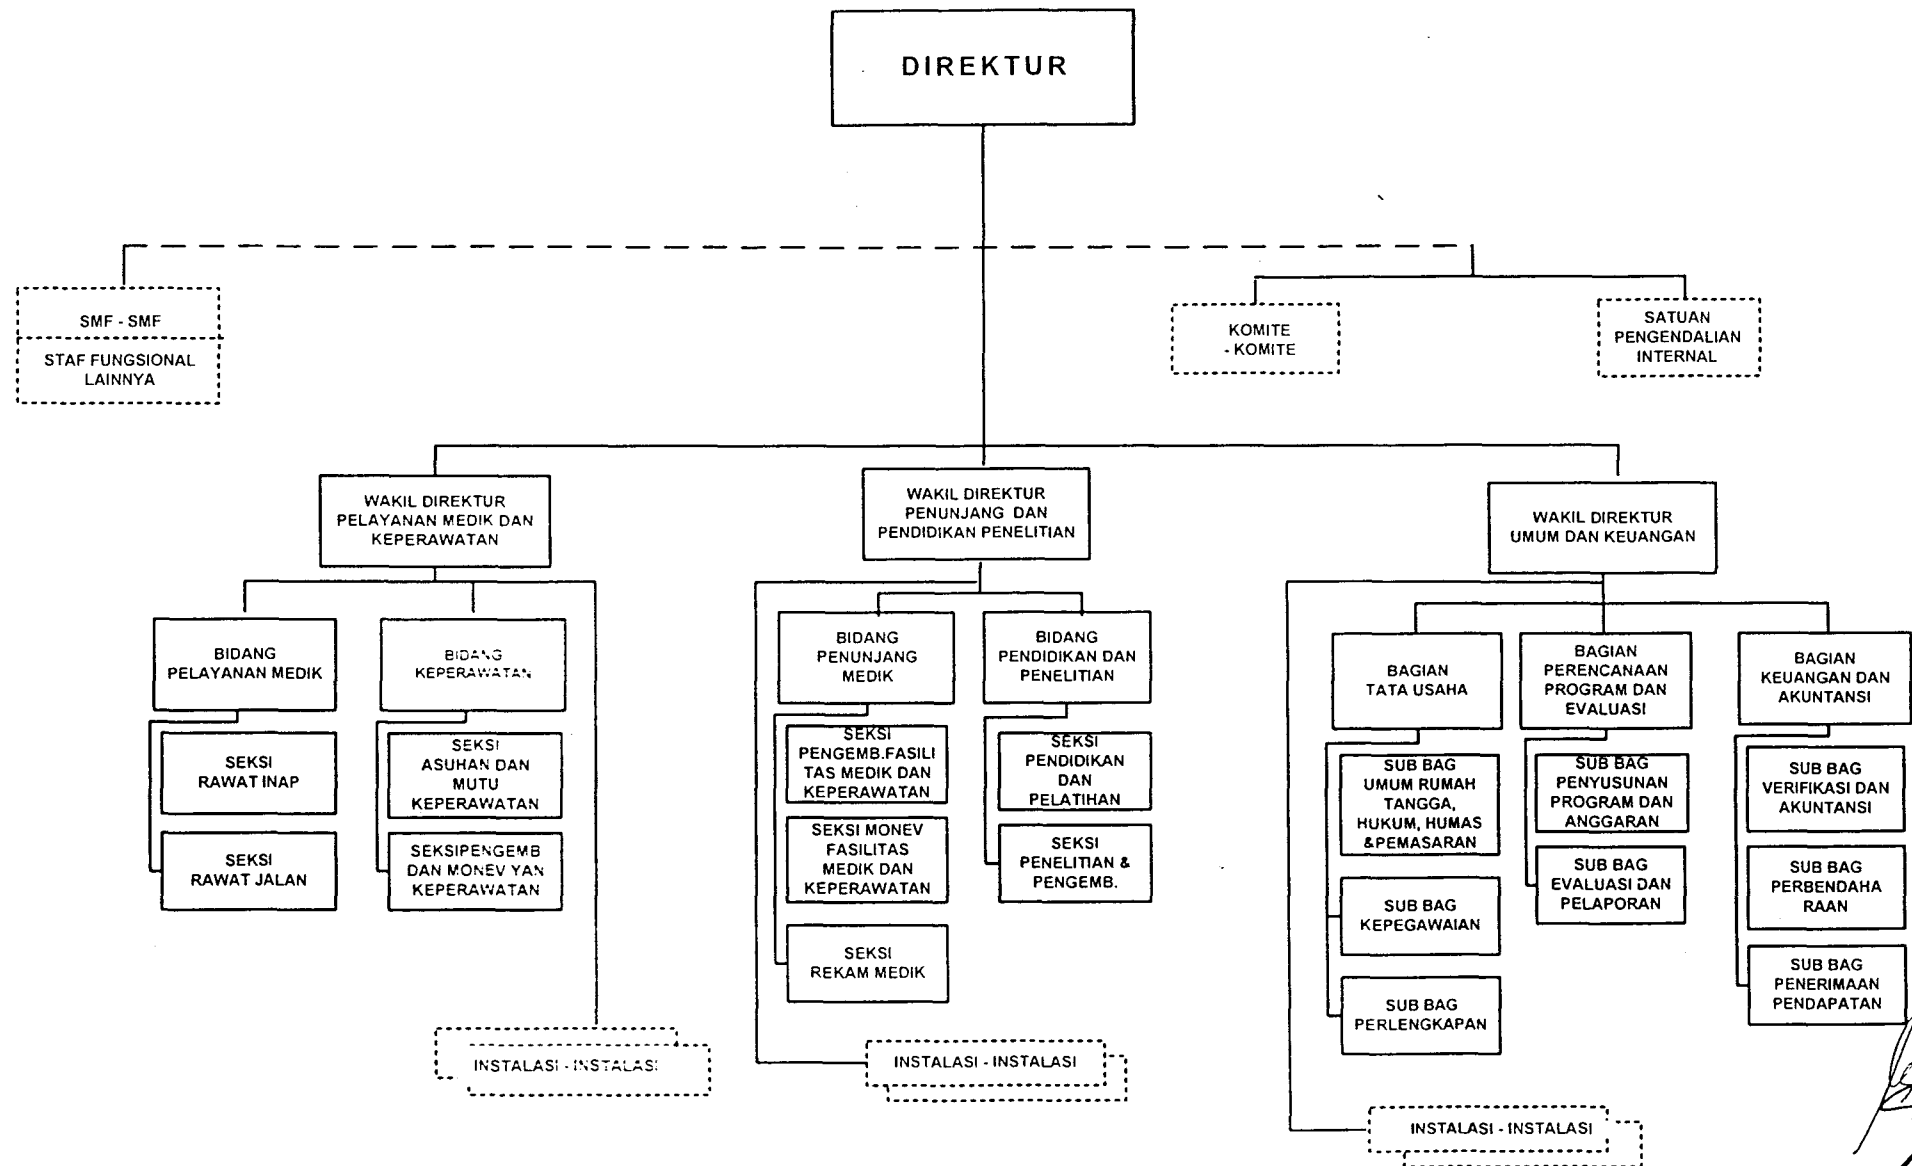 DIREKTUR
SMF - SMF
STAF FUNGSIONAL
LAINNYA
KOMITE
- KOMITE
SATUAN
PENGENDALIAN
INTERNAL
WAKIL DIREKTUR
PELAYANAN MEDIK DAN
KEPERAWATAN
WAKIL DIREKTUR
PENUNJANG DAN
PENDIDIKAN PENELITIAN
WAKIL DIREKTUR
UMUM DAN KEUANGAN
BIDANG
PELAYANAN MEDIK
BIDANG
KEPERAWATAN
BIDANG
PENUNJANG
MEDIK
BIDANG
PENDIDIKAN DAN
PENELITIAN
BAGIAN
TATA USAHA
BAGIAN
PERENCANAAN
PROGRAM DAN
EVALUASI
BAGIAN
KEUANGAN DAN
AKUNTANSI
SEKSI
RAWAT INAP
SEKSI
RAWAT JALAN
SEKSI
ASUHAN DAN
MUTU
KEPERAWATAN
SEKSIPENGEMB
DAN MONEV YAN
KEPERAWATAN
SEKSI
PENGEMB.FASILI
TAS MEDIK DAN
KEPERAWATAN
SEKSI MONEV
FASILITAS
MEDIK DAN
KEPERAWATAN
SEKSI
REKAM MEDIK
SEKSI
PENDIDIKAN
DAN
PELATIHAN
SEKSI
PENELITIAN &
PENGEMB.
SUB BAG
UMUM RUMAH
TANGGA,
HUKUM, HUMAS
&PEMASARAN
SUB BAG
KEPEGAWAIAN
SUB BAG
PERLENGKAPAN
SUB BAG
PENYUSUNAN
PROGRAM DAN
ANGGARAN
SUB BAG
EVALUASI DAN
PELAPORAN
SUB BAG
VERIFIKASI DAN
AKUNTANSI
SUB BAG
PERBENDAHA
RAAN
SUB BAG
PENERIMAAN
PENDAPATAN
INSTALASI - INSTALASI
INSTALASI - INSTALASI
INSTALASI - INSTALASI